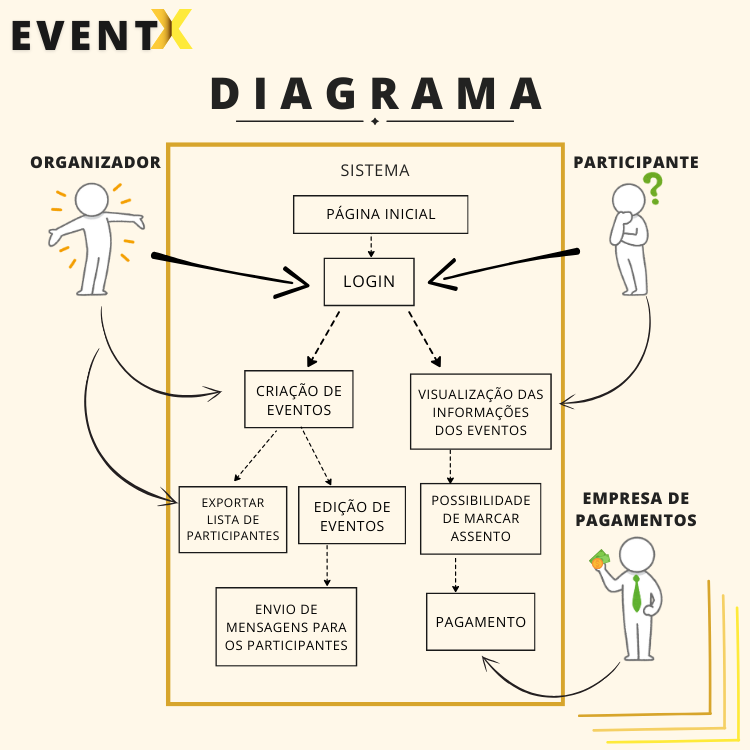 EVENTX
DIAGRAMA
ORGANIZADOR
PARTICIPANTE
SISTEMA
PÁGINA INICIAL
LOGIN
CRIAÇÃO DE
EVENTOS
VISUALIZAÇÃO DAS
INFORMAÇÕES
DOS EVENTOS
EXPORTAR
LISTA DE
PARTICIPANTES
EDIÇÃO DE
EVENTOS
POSSIBILIDADE
DE MARCAR
ASSENTO
EMPRESA DE
PAGAMENTOS
ENVIO DE
MENSAGENS PARA
OS PARTICIPANTES
PAGAMENTO